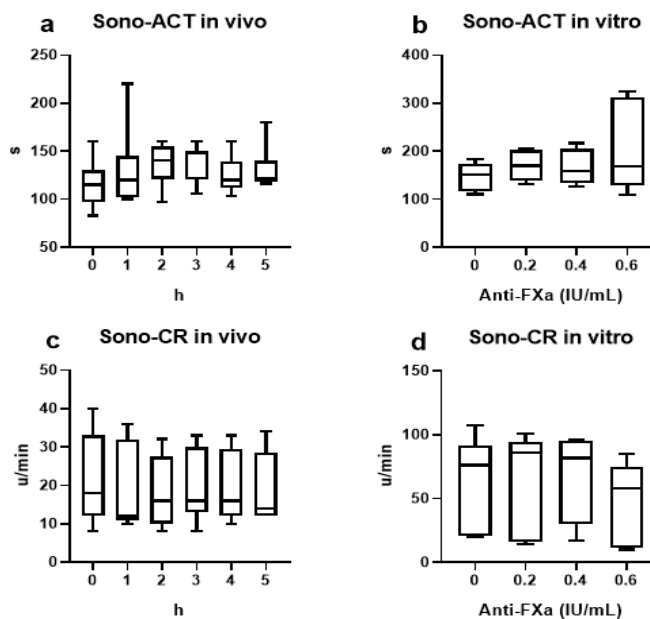 a Sono-ACT in vivo
250
200
150
100
50
s
0 1 2 3 4 5
h
b Sono-ACT in vitro
400
300
200
100
0
s
0 0.2 0.4 0.6
Anti-FXa (IU/mL)
c Sono-CR in vivo
50
40
30
20
10
0
u/min
0 1 2 3 4 5
h
d Sono-CR in vitro
150
100
50
0
u/min
0 0.2 0.4 0.6
Anti-FXa (IU/mL)